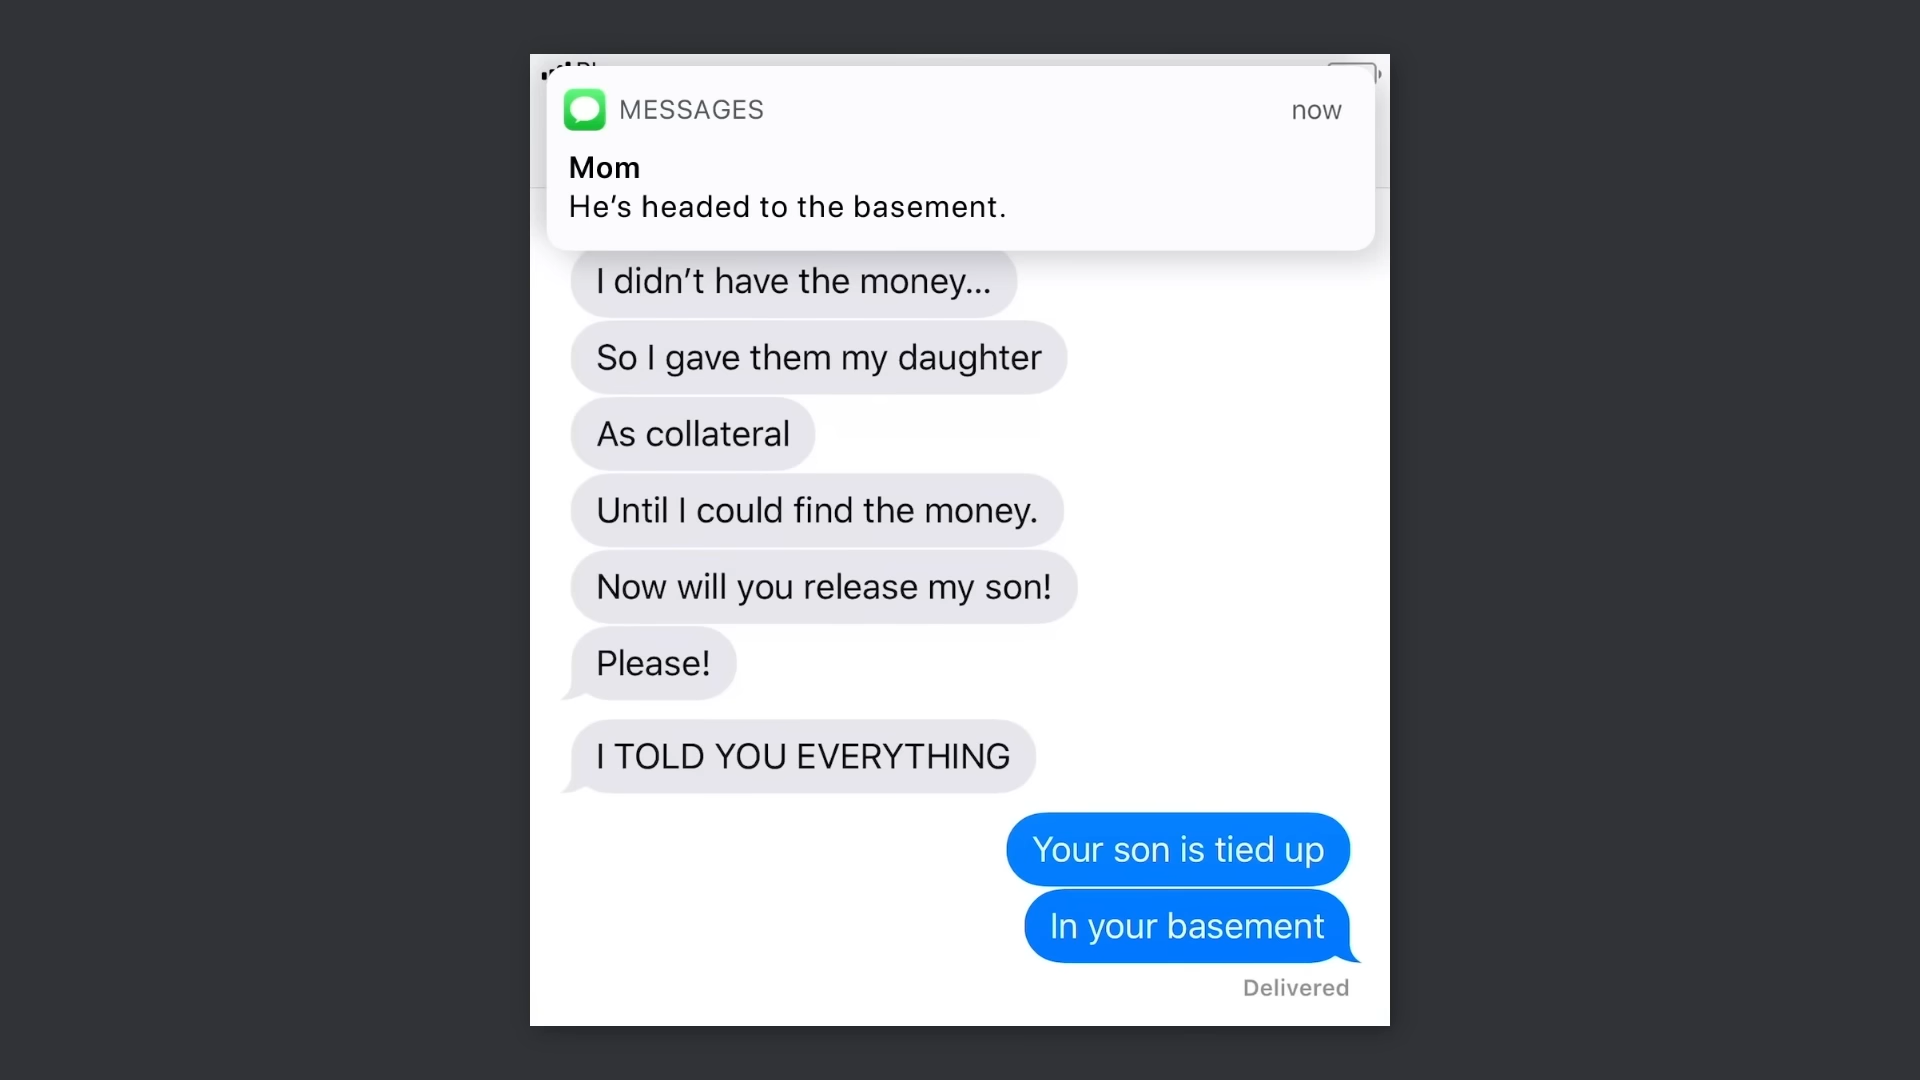 MESSAGES
now
Mom
He’s headed to the basement.
I didn’t have the money...
So I gave them my daughter
As collateral
Until I could find the money.
Now will you release my son!
Please!
I TOLD YOU EVERYTHING
Your son is tied up
In your basement
Delivered